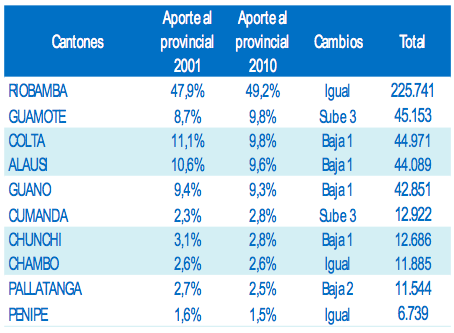 Cantones Aporte al provincial 2001 Aporte al provincial 2010 Cambios Total
RIOBAMBA 47,9% 49,2% Igual 225.741
GUAMOTE 8,7% 9,8% Sube 3 45.153
COLTA 11,1% 9,8% Baja 1 44.971
ALAUSI 10,6% 9,6% Baja 1 44.089
GUANO 9,4% 9,3% Baja 1 42.851
CUMANDA 2,3% 2,8% Sube 3 12.922
CHUNCHI 3,1% 2,8% Baja 1 12.686
CHAMBO 2,6% 2,6% Igual 11.885
PALLATANGA 2,7% 2,5% Baja 2 11.544
PENIPE 1,6% 1,5% Igual 6.739